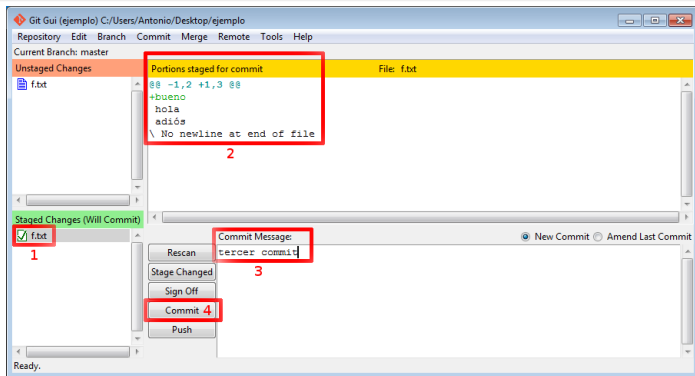 Git Gui (ejemplo) C:/Users/Antonio/Desktop/ejemplo
Repository Edit Branch Commit Merge Remote Tools Help
Current Branch: master
Unstaged Changes
f.txt
Portions staged for commit File: f.txt
@@ -1,2 +1,3 @@
+bueno
hola
adiós
\ No newline at end of file
2
Staged Changes (Will Commit)
f.txt
1
Commit Message:
New Commit Amend Last Commit
tercer commit
3
Rescan
Stage Changed
Sign Off
Commit 4
Push
Ready.